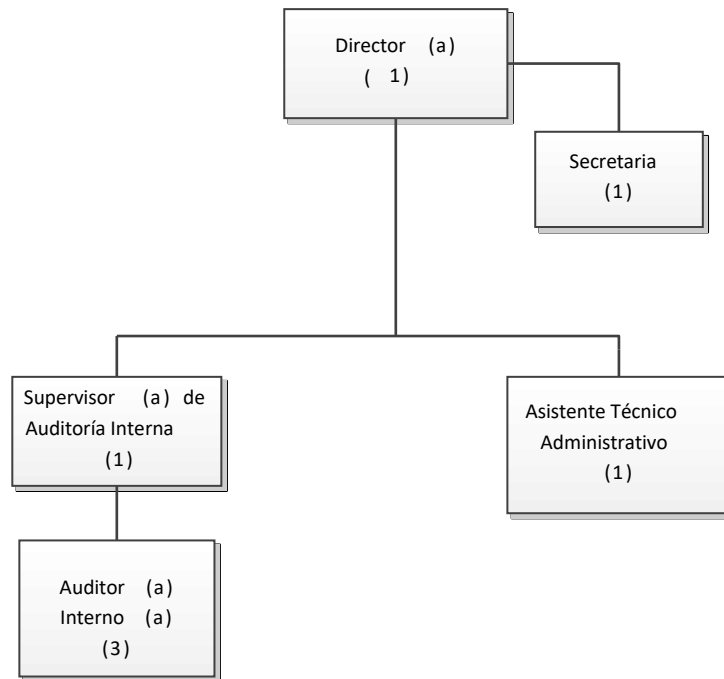 Director (a)
( 1)
Secretaria
(1)
Supervisor (a) de
Auditoría Interna
(1)
Asistente Técnico
Administrativo
(1)
Auditor (a)
Interno (a)
(3)